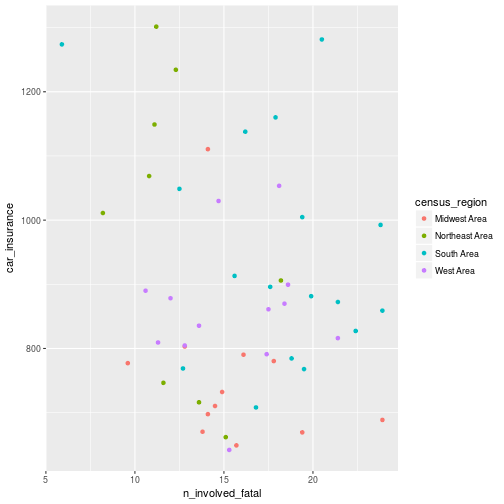 1200
1000
800
car_insurance
5
10
15
20
n_involved_fatal
census_region
Midwest Area
Northeast Area
South Area
West Area